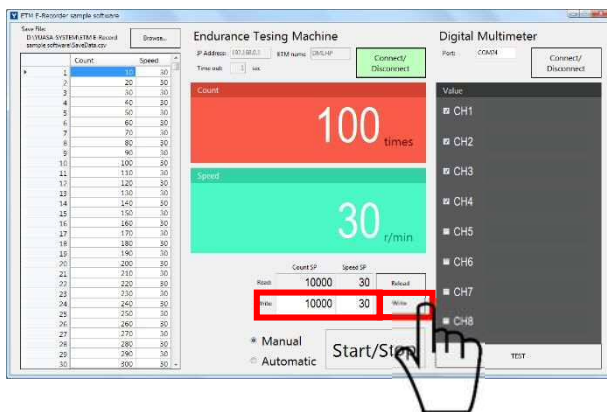 ETM E-Recorder sample software
Save File:
D:\YUASA SYSTEM\ETM E-Record
sample software\SaveData.csv
Browse...
Count Speed
1 10 30
2 20 30
3 30 30
4 40 30
5 50 30
6 60 30
7 70 30
8 80 30
9 90 30
10 100 30
11 110 30
12 120 30
13 130 30
14 140 30
15 150 30
16 160 30
17 170 30
18 180 30
19 190 30
20 200 30
21 210 30
22 220 30
23 230 30
24 240 30
25 250 30
26 260 30
27 270 30
28 280 30
29 290 30
30 300 30
Endurance Tesing Machine
IP Address: ETM name
Time out: 1 sec
Connect/
Disconnect
Count
100 times
Speed
30 r/min
Count SP Speed SP
Read: 10000 30 Reload
Write: 10000 30 Write
Manual
Automatic
Start/Stop
Digital Multimeter
Port: COM24
Connect/
Disconnect
Value
CH1
CH2
CH3
CH4
CH5
CH6
CH7
CH8
TEST